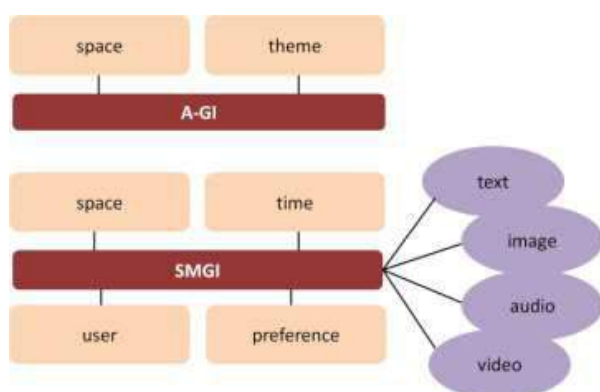 space
theme
A-GI
space
time
text
image
SMGI
audio
user
preference
video